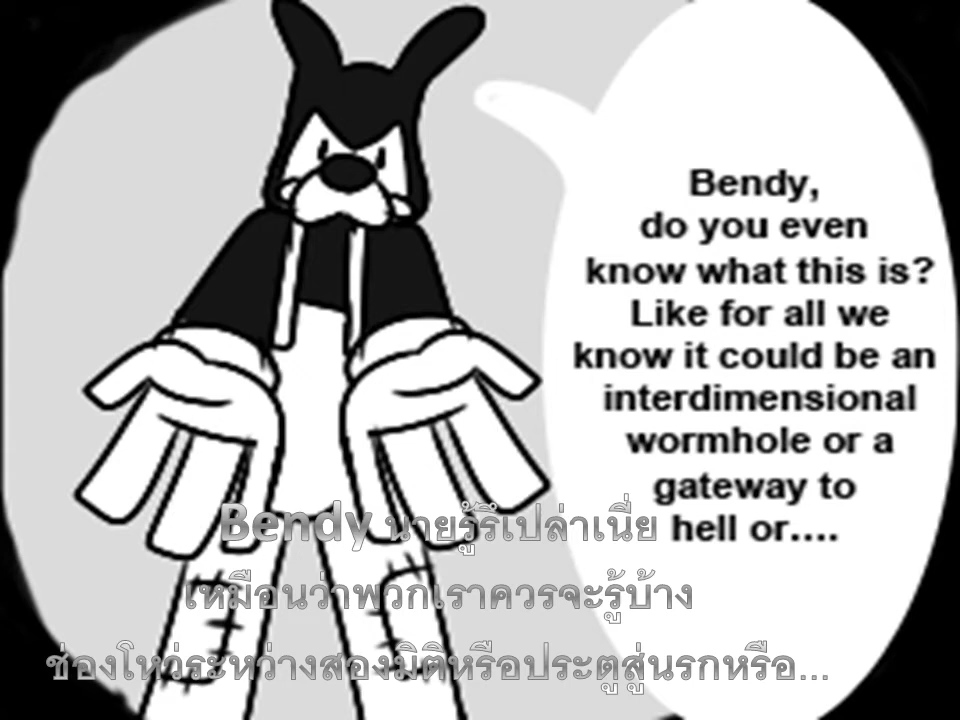 Bendy,
do you even
know what this is?
Like for all we
know it could be an
interdimensional
wormhole or a
gateway to
hell or....
Bendy นายรู้รึเปล่าเนี่ย
เหมือนว่าพวกเราควรจะรู้บ้าง
ช่องโหว่ระหว่างสองมิติหรือประตูสู่นรกหรือ...